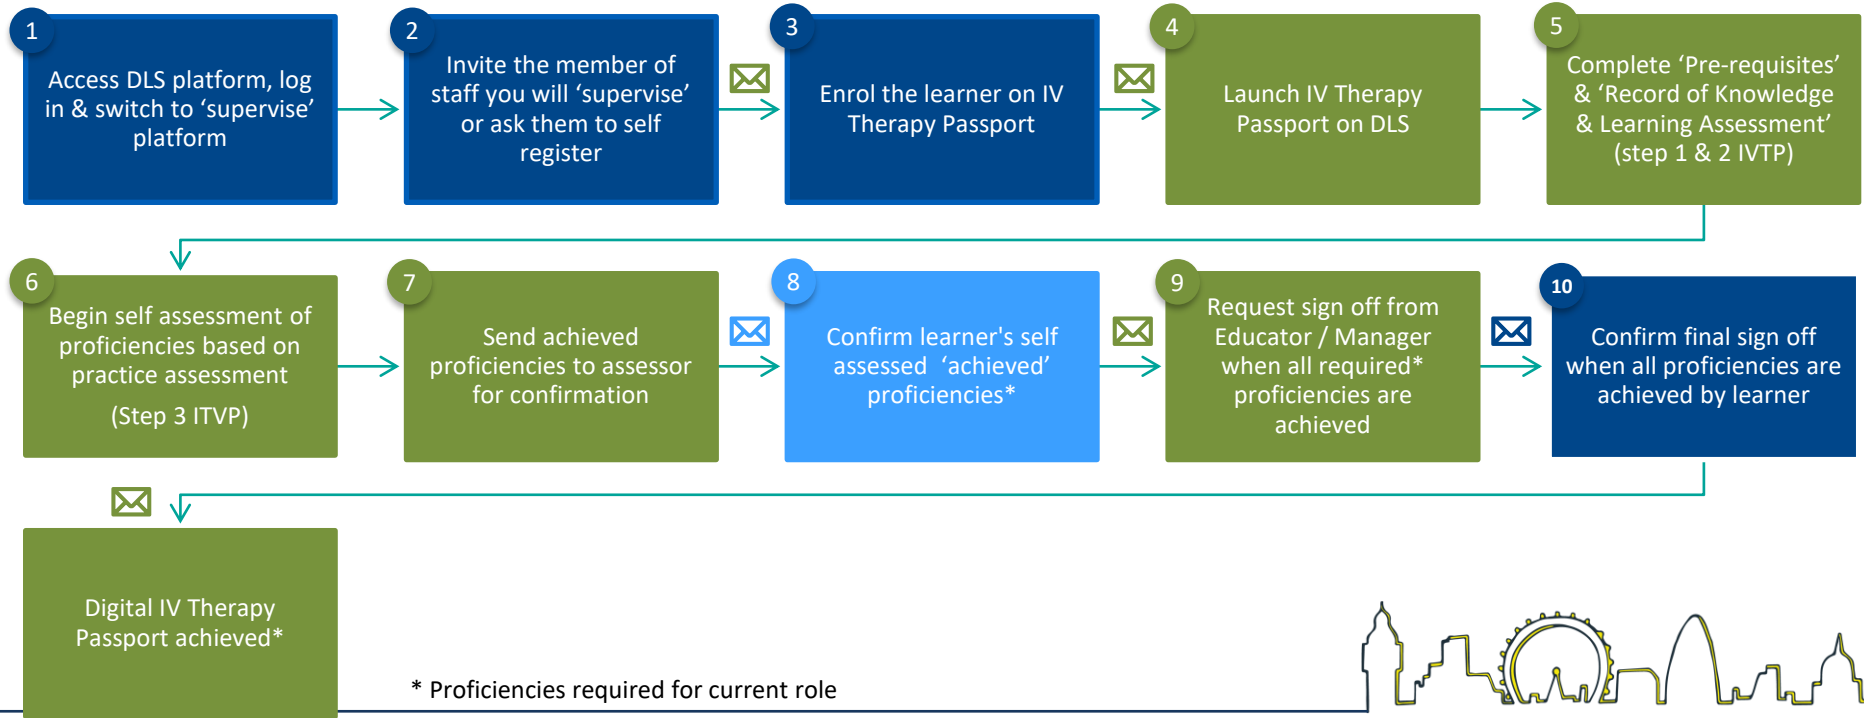 1
Access DLS platform, log
in & switch to ‘supervise’
platform
2
Invite the member of
staff you will ‘supervise’
or ask them to self
register
3
Enrol the learner on IV
Therapy Passport
4
Launch IV Therapy
Passport on DLS
5
Complete ‘Pre-requisites’
& ‘Record of Knowledge
& Learning Assessment’
(step 1 & 2 IVTP)
6
Begin self assessment of
proficiencies based on
practice assessment
(Step 3 ITVP)
7
Send achieved
proficiencies to assessor
for confirmation
8
Confirm learner's self
assessed ‘achieved’
proficiencies*
9
Request sign off from
Educator / Manager
when all required*
proficiencies are
achieved
10
Confirm final sign off
when all proficiencies are
achieved by learner
Digital IV Therapy
Passport achieved*
* Proficiencies required for current role